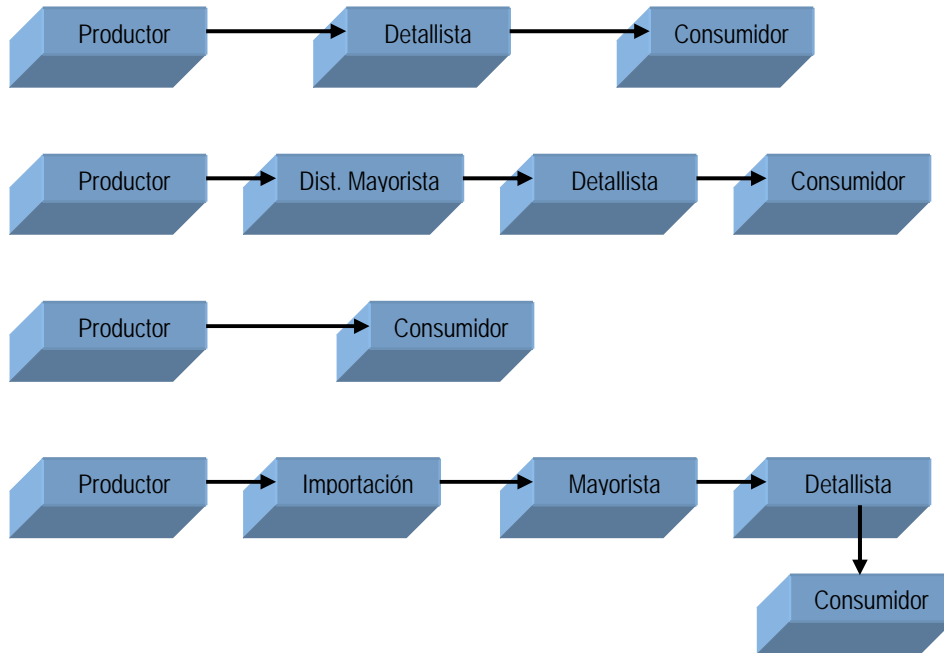 Productor Detallista Consumidor
Productor Dist. Mayorista Detallista Consumidor
Productor Consumidor
Productor Importación Mayorista Detallista
Consumidor